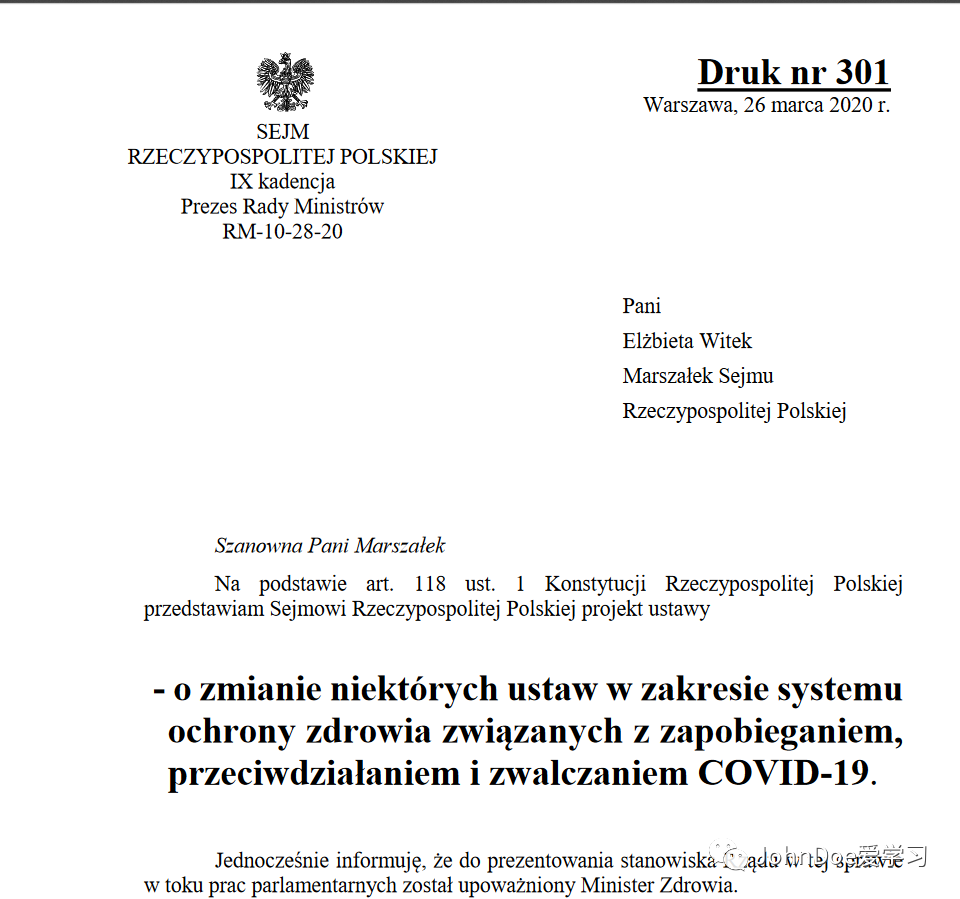 Druk nr 301
Warszawa, 26 marca 2020 r.
SEJM
RZECZYPOSPOLITEJ POLSKIEJ
IX kadencja
Prezes Rady Ministrów
RM-10-28-20
Pani
Elżbieta Witek
Marszałek Sejmu
Rzeczypospolitej Polskiej
Szanowna Pani Marszałek
Na podstawie art. 118 ust. 1 Konstytucji Rzeczypospolitej Polskiej
przedstawiam Sejmowi Rzeczypospolitej Polskiej projekt ustawy
- o zmianie niektórych ustaw w zakresie systemu
ochrony zdrowia związanych z zapobieganiem,
przeciwdziałaniem i zwalczaniem COVID-19.
Jednocześnie informuję, że do prezentowania stanowiska Rządu w tej sprawie
w toku prac parlamentarnych został upoważniony Minister Zdrowia.
JohnDoe爱学习